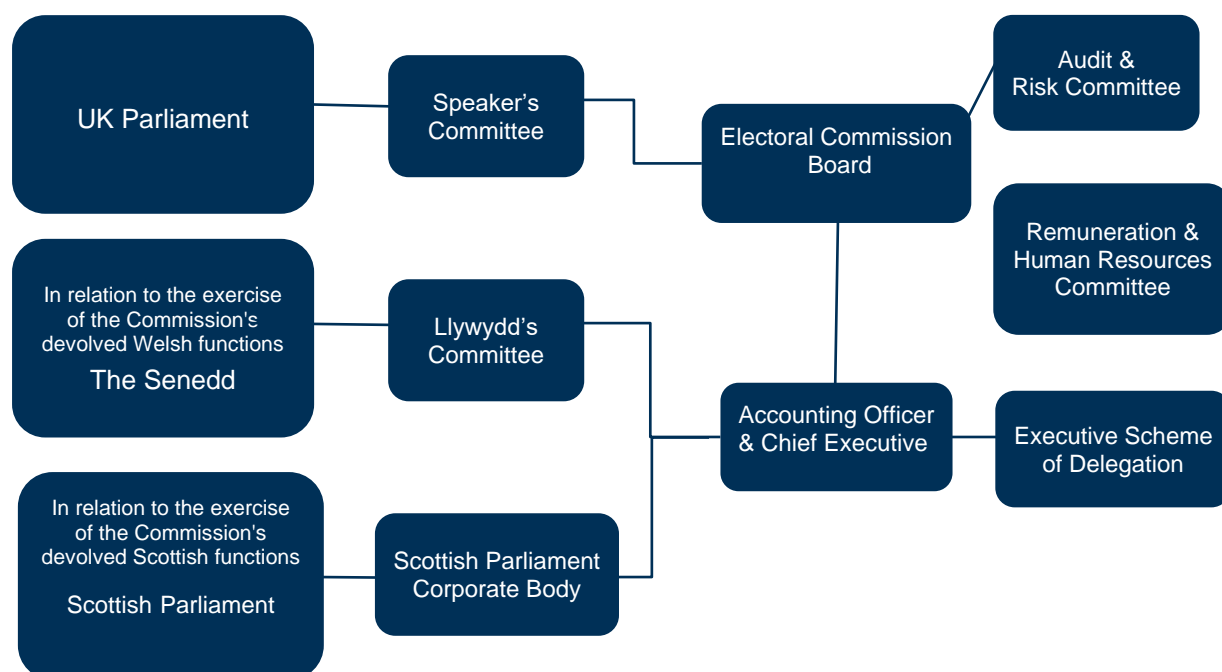 UK Parliament
Speaker’s
Committee
Electoral Commission
Board
Audit &
Risk Committee
Remuneration &
Human Resources
Committee
In relation to the exercise
of the Commission's
devolved Welsh functions
The Senedd
Llywydd’s
Committee
Accounting Officer
& Chief Executive
Executive Scheme
of Delegation
In relation to the exercise
of the Commission's
devolved Scottish functions
Scottish Parliament
Scottish Parliament
Corporate Body